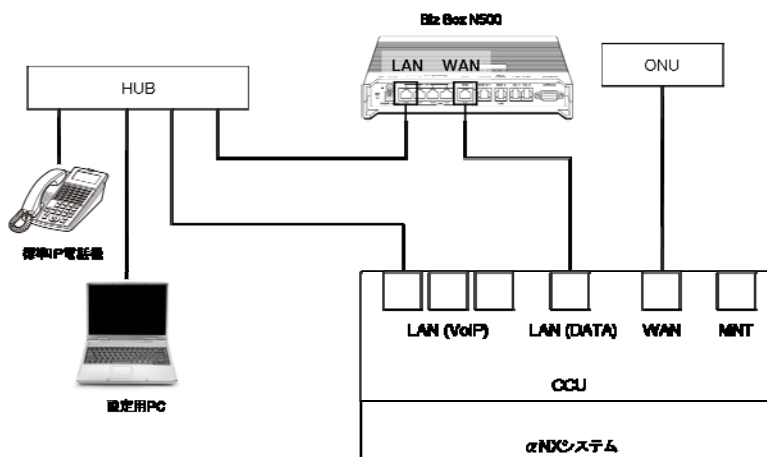 Biz Box N500
LAN WAN
HUB
ONU
標準IP電話機
設定用PC
LAN (VoIP)
LAN (DATA)
WAN
MNT
CCU
αNXシステム